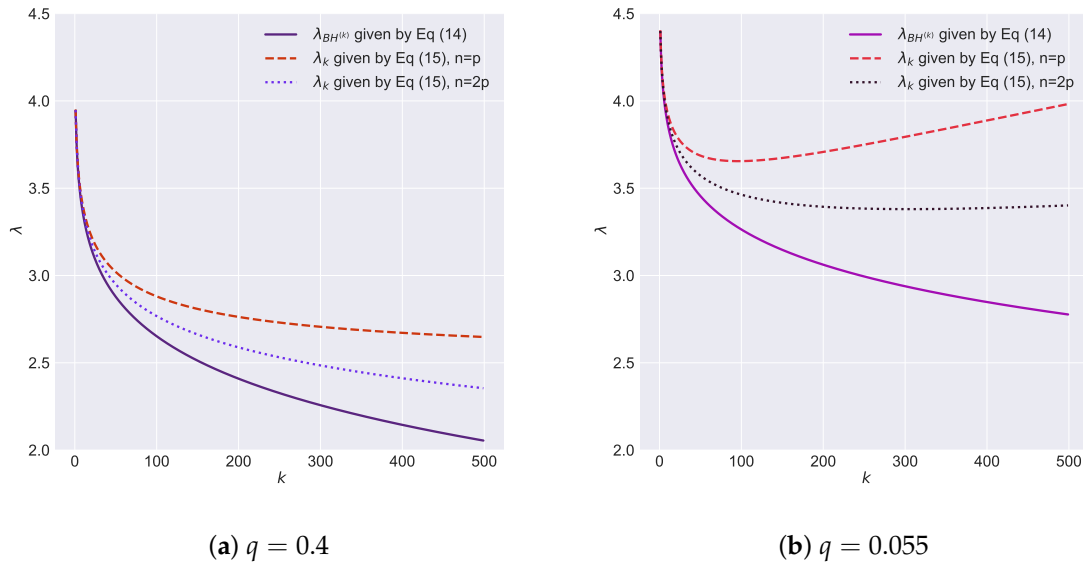 4.5
4.0
3.5
3.0
2.5
2.0
λ
0 100 200 300 400 500
k
λ_{BH^{(k)}} given by Eq (14)
λ_k given by Eq (15), n=p
λ_k given by Eq (15), n=2p
(a) q = 0.4
4.5
4.0
3.5
3.0
2.5
2.0
λ
0 100 200 300 400 500
k
λ_{BH^{(k)}} given by Eq (14)
λ_k given by Eq (15), n=p
λ_k given by Eq (15), n=2p
(b) q = 0.055